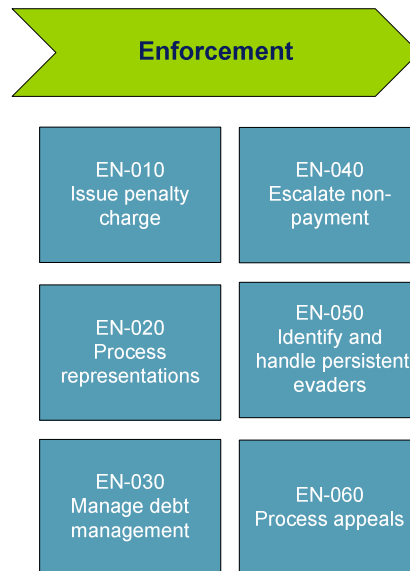 Enforcement
EN-010
Issue penalty
charge
EN-040
Escalate non-
payment
EN-020
Process
representations
EN-050
Identify and
handle persistent
evaders
EN-030
Manage debt
management
EN-060
Process appeals